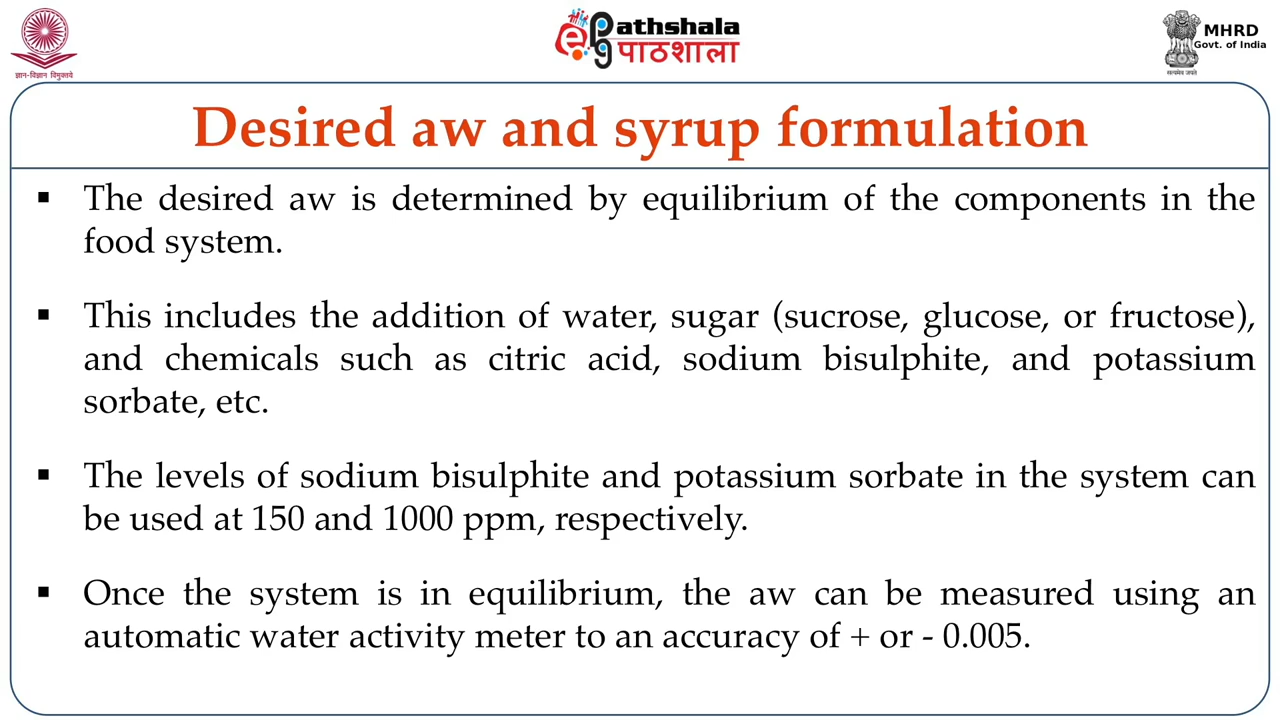 ज्ञान-विज्ञान विमुक्तये
ePg Pathshala
पाठशाला
MHRD
Govt. of India
सत्यमेव जयते
Desired aw and syrup formulation
▪ The desired aw is determined by equilibrium of the components in the
food system.
▪ This includes the addition of water, sugar (sucrose, glucose, or fructose),
and chemicals such as citric acid, sodium bisulphite, and potassium
sorbate, etc.
▪ The levels of sodium bisulphite and potassium sorbate in the system can
be used at 150 and 1000 ppm, respectively.
▪ Once the system is in equilibrium, the aw can be measured using an
automatic water activity meter to an accuracy of + or - 0.005.